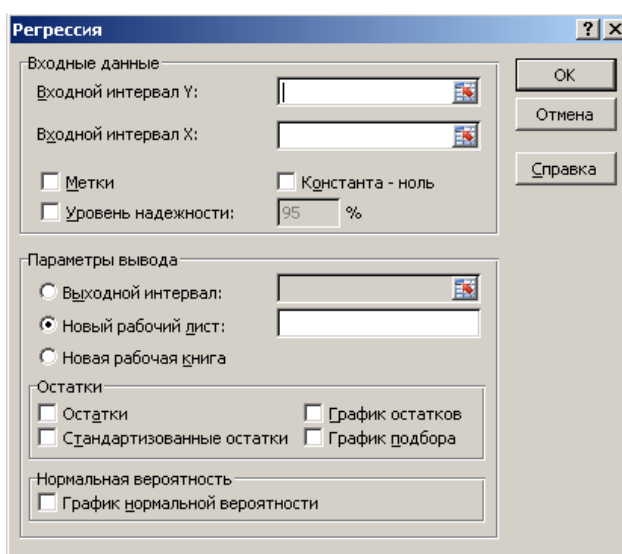 Регрессия
Входные данные
Входной интервал Y:
Входной интервал X:
Метки
Константа - ноль
Уровень надежности:
95 %
OK
Отмена
Справка
Параметры вывода
Выходной интервал:
Новый рабочий лист:
Новая рабочая книга
Остатки
Остатки
График остатков
Стандартизованные остатки
График подбора
Нормальная вероятность
График нормальной вероятности